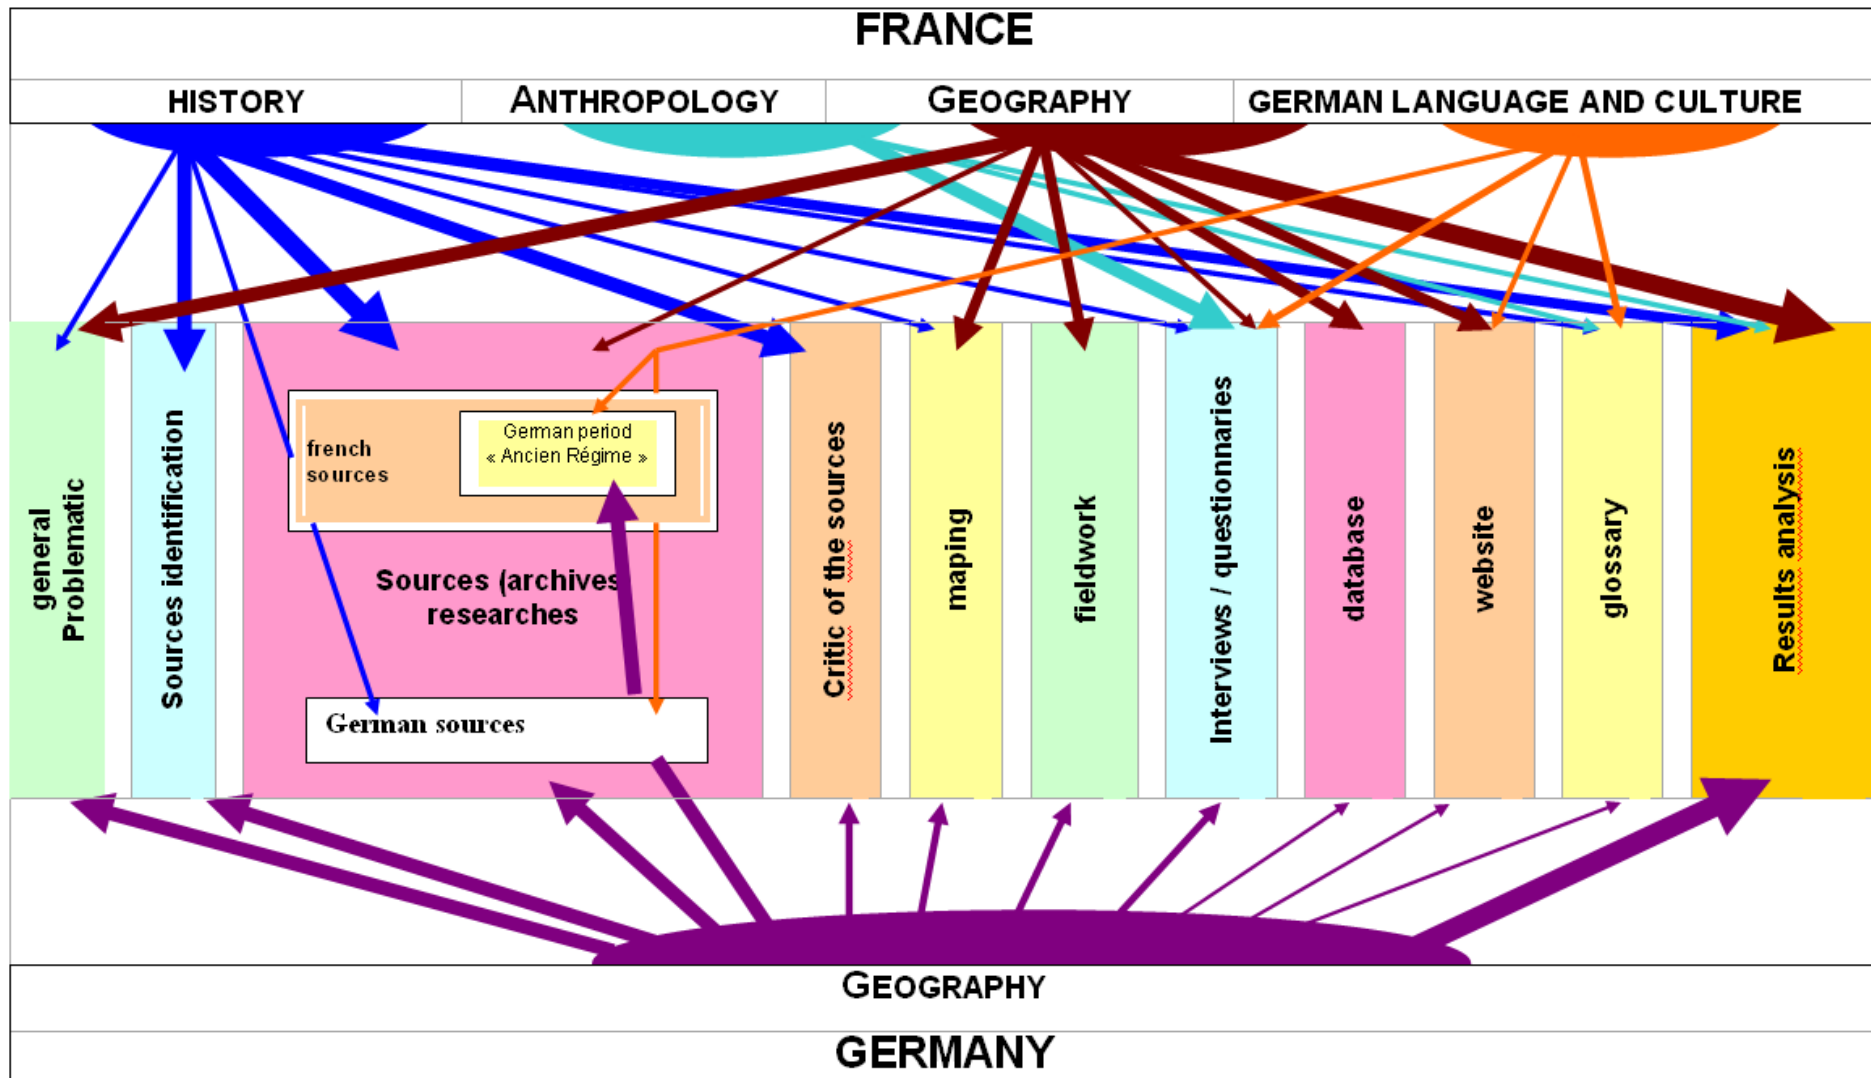 FRANCE
HISTORY
ANTHROPOLOGY
GEOGRAPHY
GERMAN LANGUAGE AND CULTURE
general
Problematic
Sources identification
french
sources
German period
« Ancien Régime »
Sources (archives
researches
German sources
Critic of the sources
maping
fieldwork
Interviews / questionnaries
database
website
glossary
Results analysis
GEOGRAPHY
GERMANY